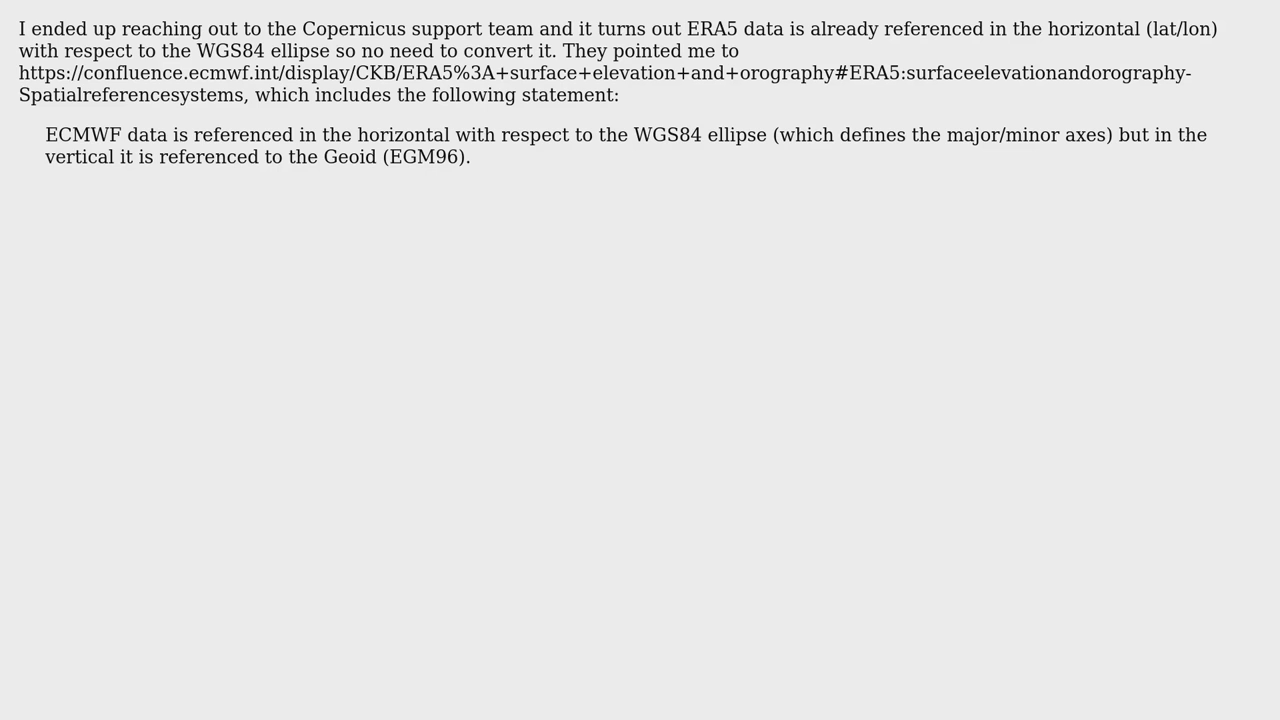 I ended up reaching out to the Copernicus support team and it turns out ERA5 data is already referenced in the horizontal (lat/lon)
with respect to the WGS84 ellipse so no need to convert it. They pointed me to
https://confluence.ecmwf.int/display/CKB/ERA5%3A+surface+elevation+and+orography#ERA5:surfaceelevationandorography-
Spatialreferencesystems, which includes the following statement:
ECMWF data is referenced in the horizontal with respect to the WGS84 ellipse (which defines the major/minor axes) but in the
vertical it is referenced to the Geoid (EGM96).